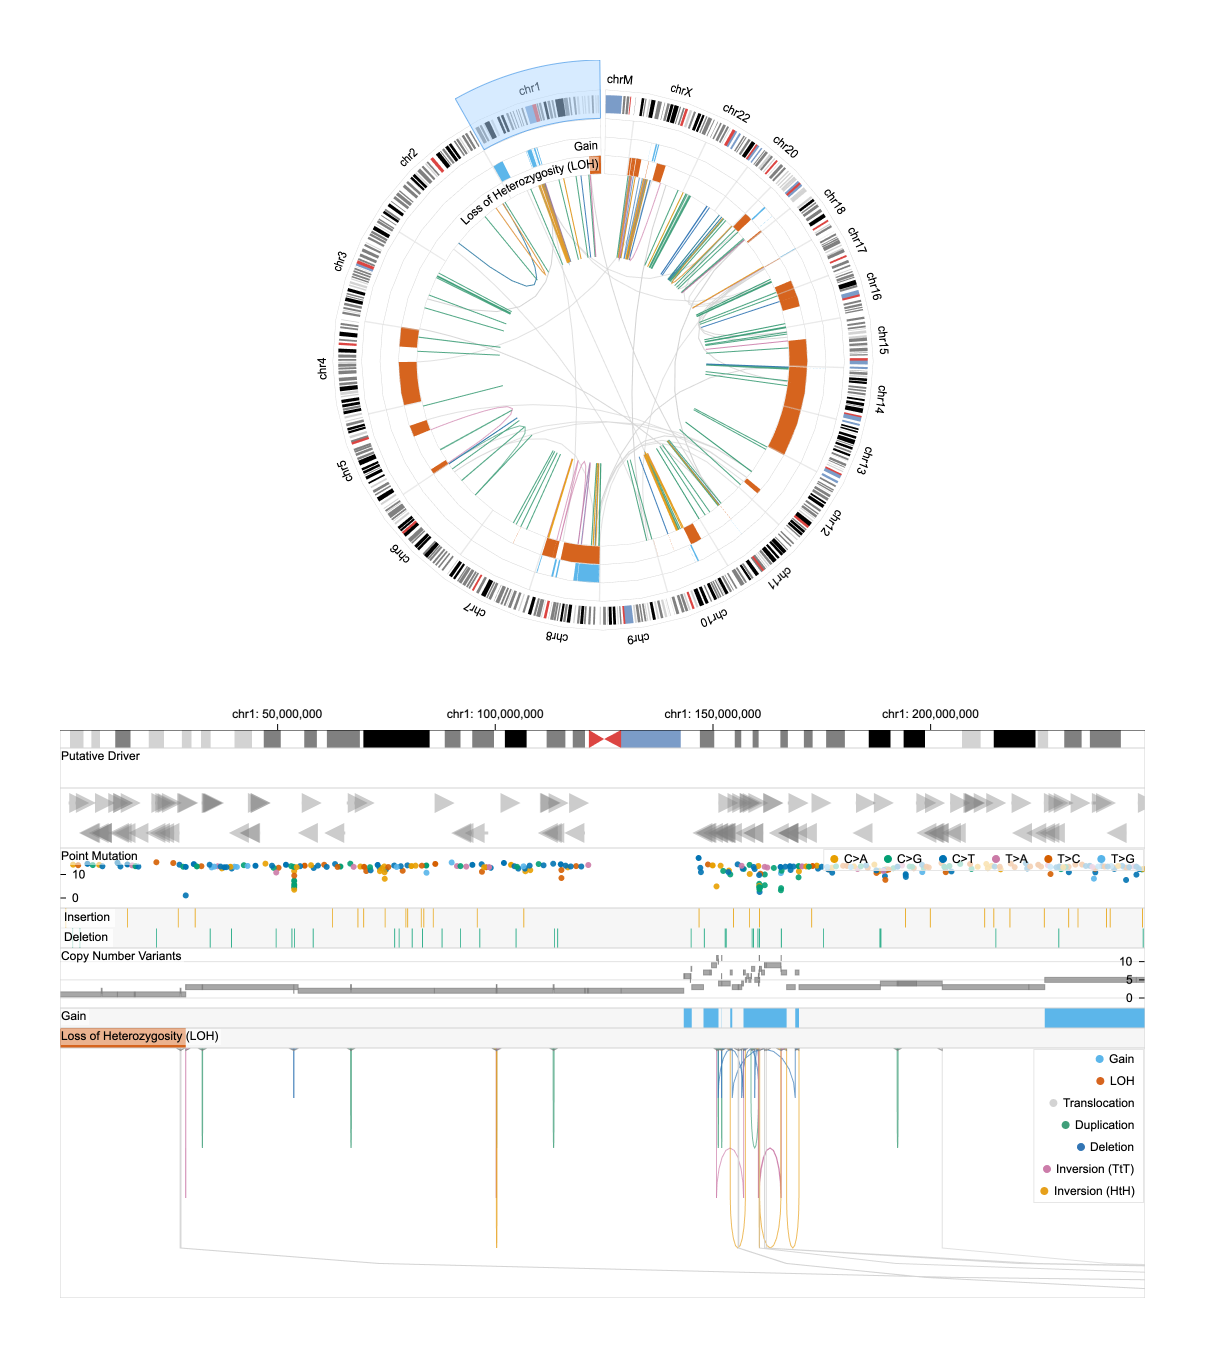 chr1
chrM
chrX
chr22
chr20
chr18
chr17
chr16
chr15
chr14
chr13
chr12
chr11
chr10
chr9
chr8
chr7
chr6
chr5
chr4
chr3
chr2
Gain
Loss of Heterozygosity (LOH)
chr1: 50,000,000 chr1: 100,000,000 chr1: 150,000,000 chr1: 200,000,000
Putative Driver
Point Mutation
C>A C>G C>T T>A T>C T>G
10
0
Insertion
Deletion
Copy Number Variants
10
5
0
Gain
Loss of Heterozygosity (LOH)
Gain
LOH
Translocation
Duplication
Deletion
Inversion (TtT)
Inversion (HtH)